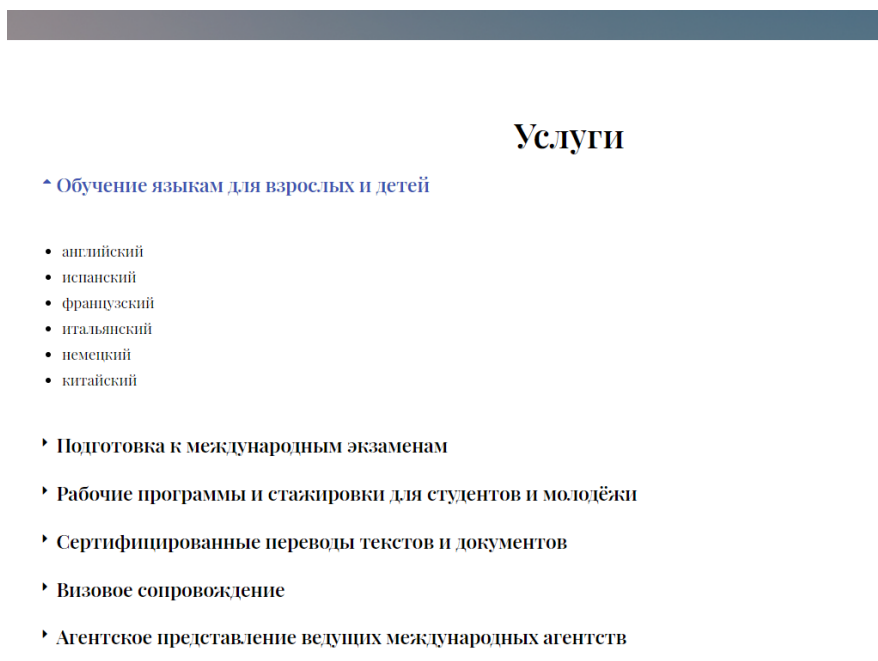 Услуги
Обучение языкам для взрослых и детей
английский
испанский
французский
итальянский
немецкий
китайский
Подготовка к международным экзаменам
Рабочие программы и стажировки для студентов и молодёжи
Сертифицированные переводы текстов и документов
Визовое сопровождение
Агентское представление ведущих международных агентств